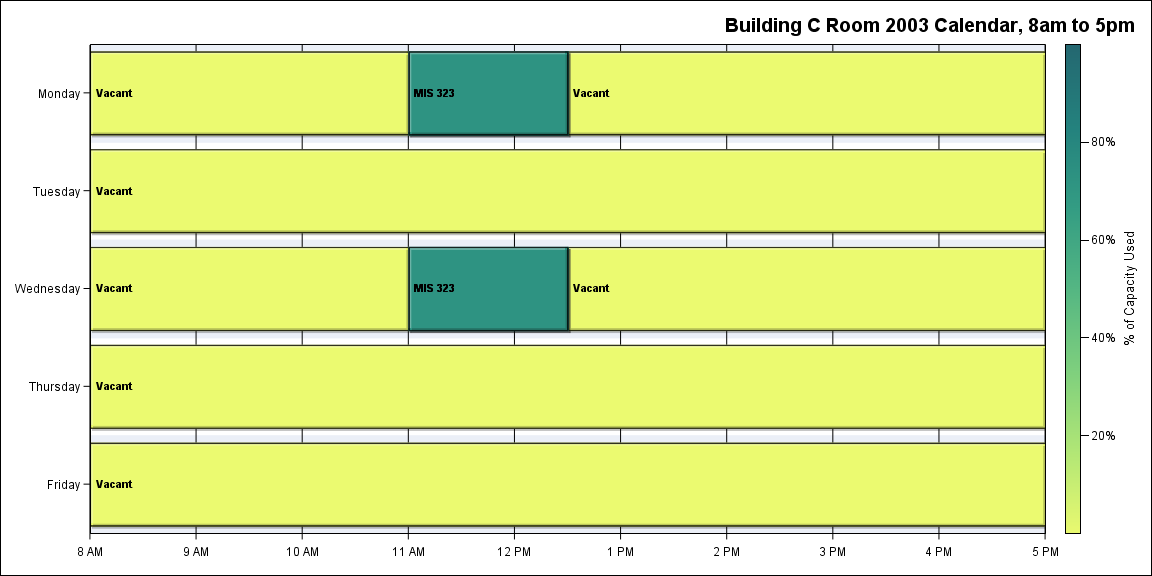 Building C Room 2003 Calendar, 8am to 5pm
Monday
Vacant
MIS 323
Vacant
Tuesday
Vacant
Wednesday
Vacant
MIS 323
Vacant
Thursday
Vacant
Friday
Vacant
8 AM
9 AM
10 AM
11 AM
12 PM
1 PM
2 PM
3 PM
4 PM
5 PM
80%
60%
40%
20%
% of Capacity Used